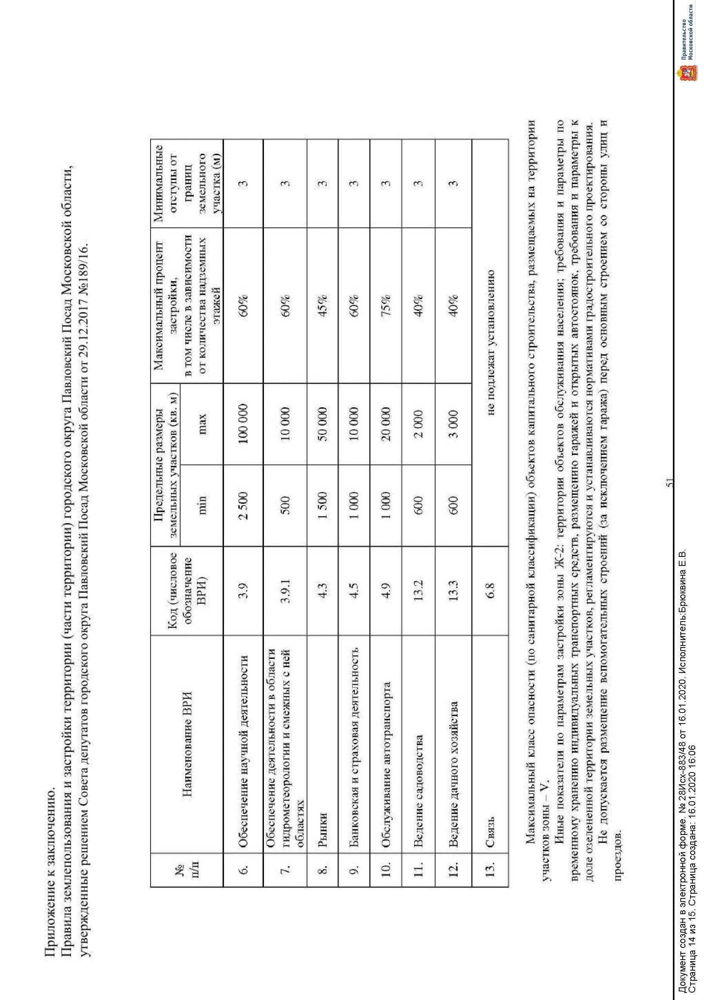 Приложение к заключению.
Правила землепользования и застройки территории (части территории) городского округа Павловский Посад Московской области,
утвержденные решением Совета депутатов городского округа Павловский Посад Московской области от 29.12.2017 №189/16.
№
п/п
Наименование ВРИ
Код (числовое
обозначение
ВРИ)
Предельные размеры
земельных участков (кв. м)
min
max
Максимальный процент
застройки,
в том числе в зависимости
от количества надземных
этажей
Минимальные
отступы от
границ
земельного
участка (м)
6. Обеспечение научной деятельности 3.9 2 500 100 000 60% 3
7. Обеспечение деятельности в области
гидрометеорологии и смежных с ней
областях
3.9.1 500 10 000 60% 3
8. Рынки 4.3 1 500 50 000 45% 3
9. Банковская и страховая деятельность 4.5 1 000 10 000 60% 3
10. Обслуживание автотранспорта 4.9 1 000 20 000 75% 3
11. Ведение садоводства 13.2 600 2 000 40% 3
12. Ведение дачного хозяйства 13.3 600 3 000 40% 3
13. Связь 6.8 не подлежат установлению
Максимальный класс опасности (по санитарной классификации) объектов капитального строительства, размещаемых на территории
участков зоны – V.
Иные показатели по параметрам застройки зоны Ж-2: территории объектов обслуживания населения; требования и параметры по
временному хранению индивидуальных транспортных средств, размещению гаражей и открытых автостоянок, требования и параметры к
доле озелененной территории земельных участков, регламентируются и устанавливаются нормативами градостроительного проектирования.
Не допускается размещение вспомогательных строений (за исключением гаража) перед основным строением со стороны улиц и
проездов.
51
Документ создан в электронной форме. № 28Исх-883/48 от 16.01.2020. Исполнитель:Брюквина Е.В.
Страница 14 из 15. Страница создана: 16.01.2020 16:06
Правительство
Московской области